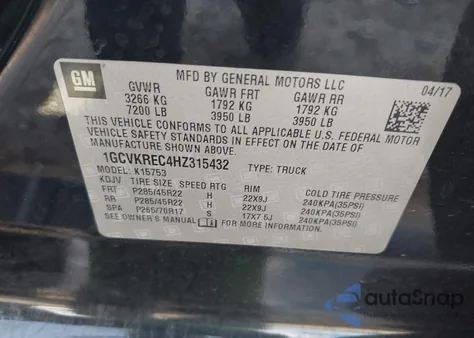 GM
MFD BY GENERAL MOTORS LLC
04/17
GVWR GAWR FRT GAWR RR
3266 KG 1792 KG 1792 KG
7200 LB 3950 LB 3950 LB
THIS VEHICLE CONFORMS TO ALL APPLICABLE U.S. FEDERAL MOTOR
VEHICLE SAFETY STANDARDS IN EFFECT ON THE DATE OF
MANUFACTURE SHOWN ABOVE.
1GCVKREC4HZ315432 TYPE: TRUCK
MODEL: K15753
KDJV TIRE SIZE SPEED RTG RIM COLD TIRE PRESSURE
FRT P285/45R22 H 22X9J 240KPA(35PSI)
RR P285/45R22 H 22X9J 240KPA(35PSI)
SPA P265/70R17 S 17X7.5J 240KPA(35PSI)
SEE OWNER'S MANUAL FOR MORE INFORMATION.
autoSnap